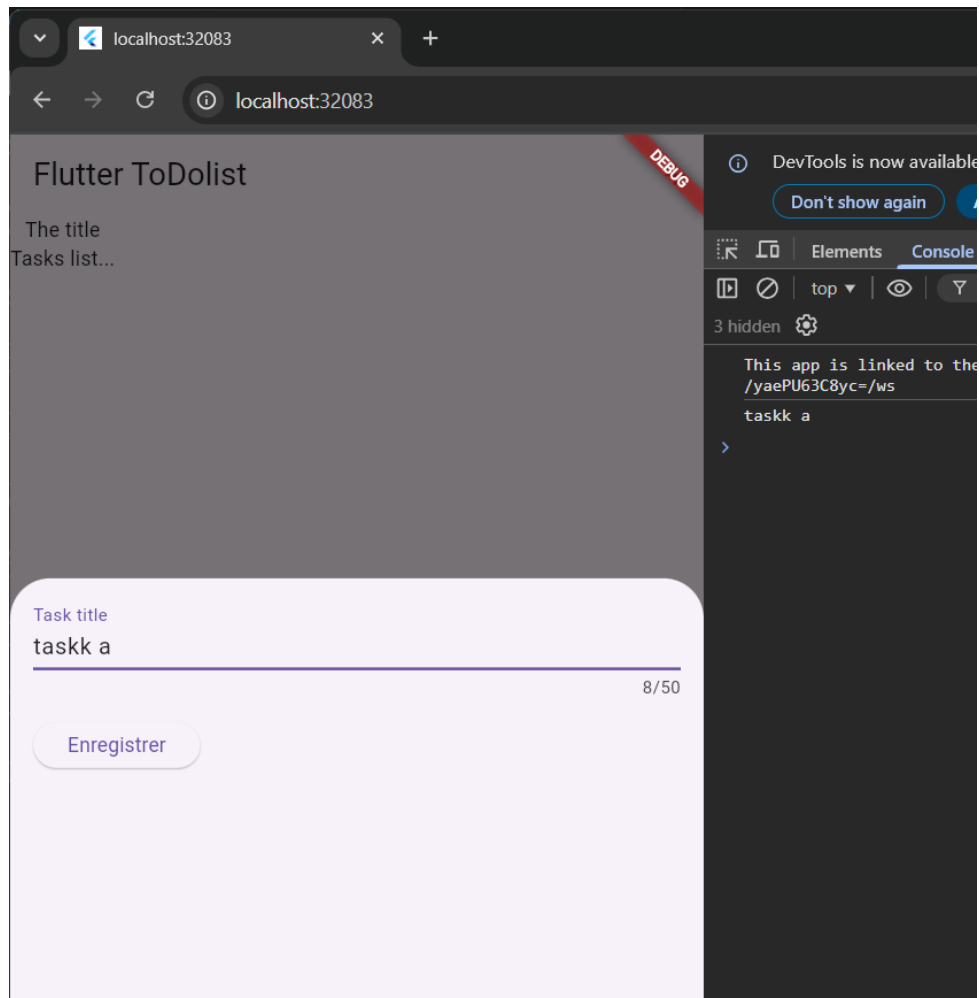 localhost:32083
localhost:32083
Flutter ToDolist
DEBUG
The title
Tasks list...
Task title
taskk a
8/50
Enregistrer
DevTools is now available
Don't show again
Elements Console
top
3 hidden
This app is linked to the
/yaePU63C8yc=/ws
taskk a